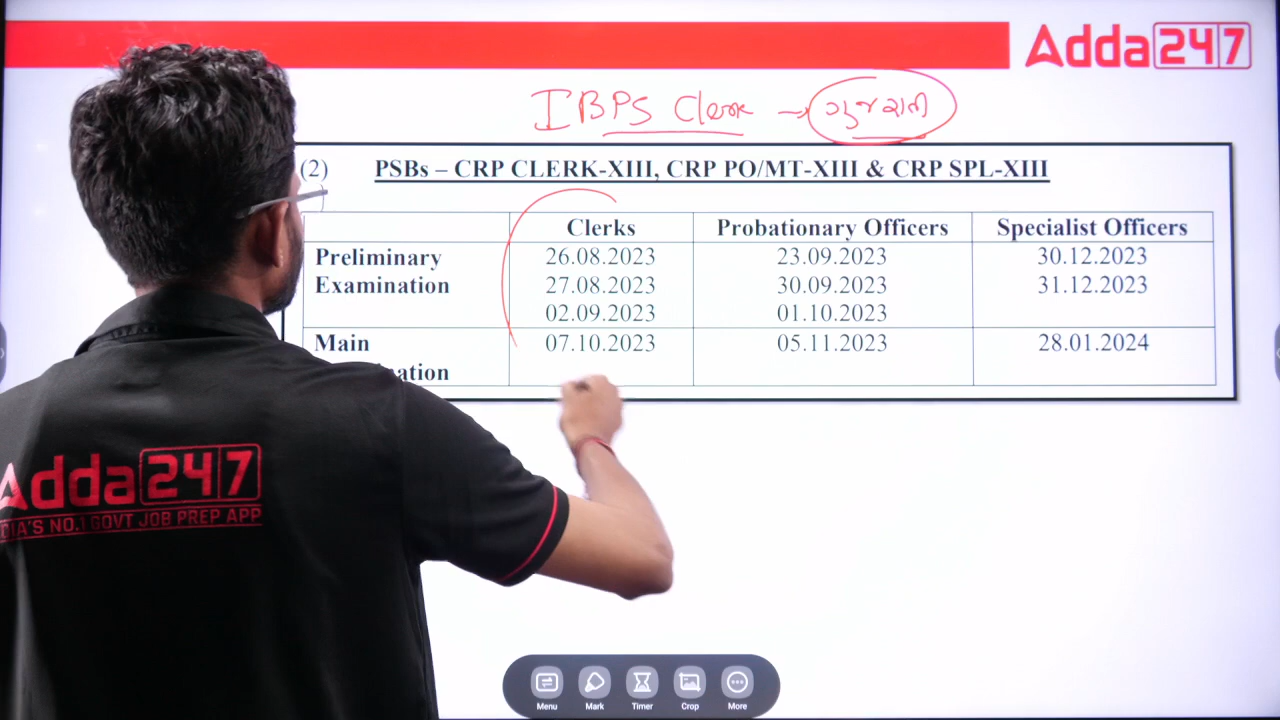 Adda247
IBPS Clerk → ગુજરાતી
(2) PSBs – CRP CLERK-XIII, CRP PO/MT-XIII & CRP SPL-XIII
Clerks Probationary Officers Specialist Officers
Preliminary 26.08.2023 23.09.2023 30.12.2023
Examination 27.08.2023 30.09.2023 31.12.2023
02.09.2023 01.10.2023
Main 07.10.2023 05.11.2023 28.01.2024
ation
Adda247
DIA'S NO.1 GOVT JOB PREP APP
Menu Mark Timer Crop More